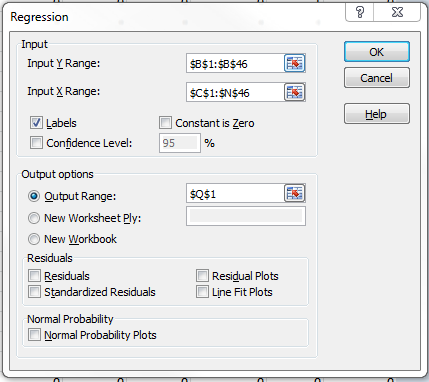 Regression
Input
Input Y Range: $B$1:$B$46
Input X Range: $C$1:$N$46
Labels Constant is Zero
Confidence Level: 95 %
OK
Cancel
Help
Output options
Output Range: $Q$1
New Worksheet Ply:
New Workbook
Residuals
Residuals Residual Plots
Standardized Residuals Line Fit Plots
Normal Probability
Normal Probability Plots